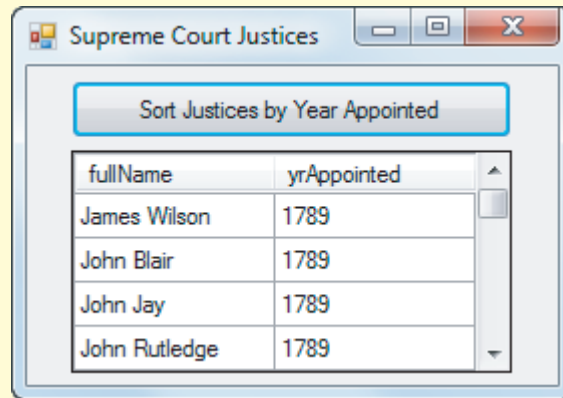 Supreme Court Justices
Sort Justices by Year Appointed
fullName yrAppointed
James Wilson 1789
John Blair 1789
John Jay 1789
John Rutledge 1789